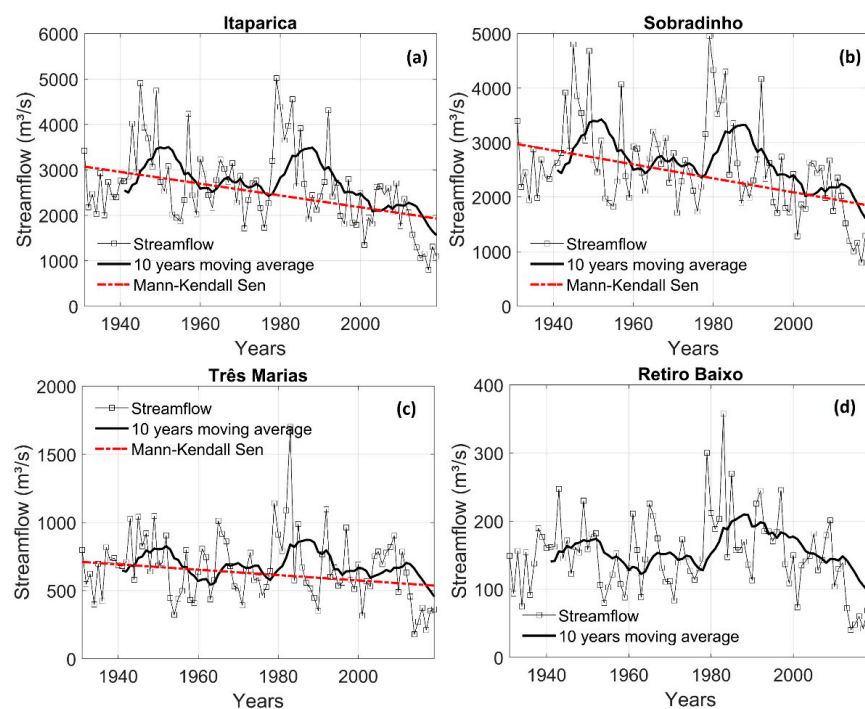 Itaparica
(a)
6000
5000
4000
3000
2000
1000
0
Streamflow (m³/s)
Streamflow
10 years moving average
Mann-Kendall Sen
1940 1960 1980 2000
Years
Sobradinho
(b)
5000
4000
3000
2000
1000
0
Streamflow (m³/s)
Streamflow
10 years moving average
Mann-Kendall Sen
1940 1960 1980 2000
Years
Três Marias
(c)
2000
1500
1000
500
0
Streamflow (m³/s)
Streamflow
10 years moving average
Mann-Kendall Sen
1940 1960 1980 2000
Years
Retiro Baixo
(d)
400
300
200
100
0
Streamflow (m³/s)
Streamflow
10 years moving average
1940 1960 1980 2000
Years